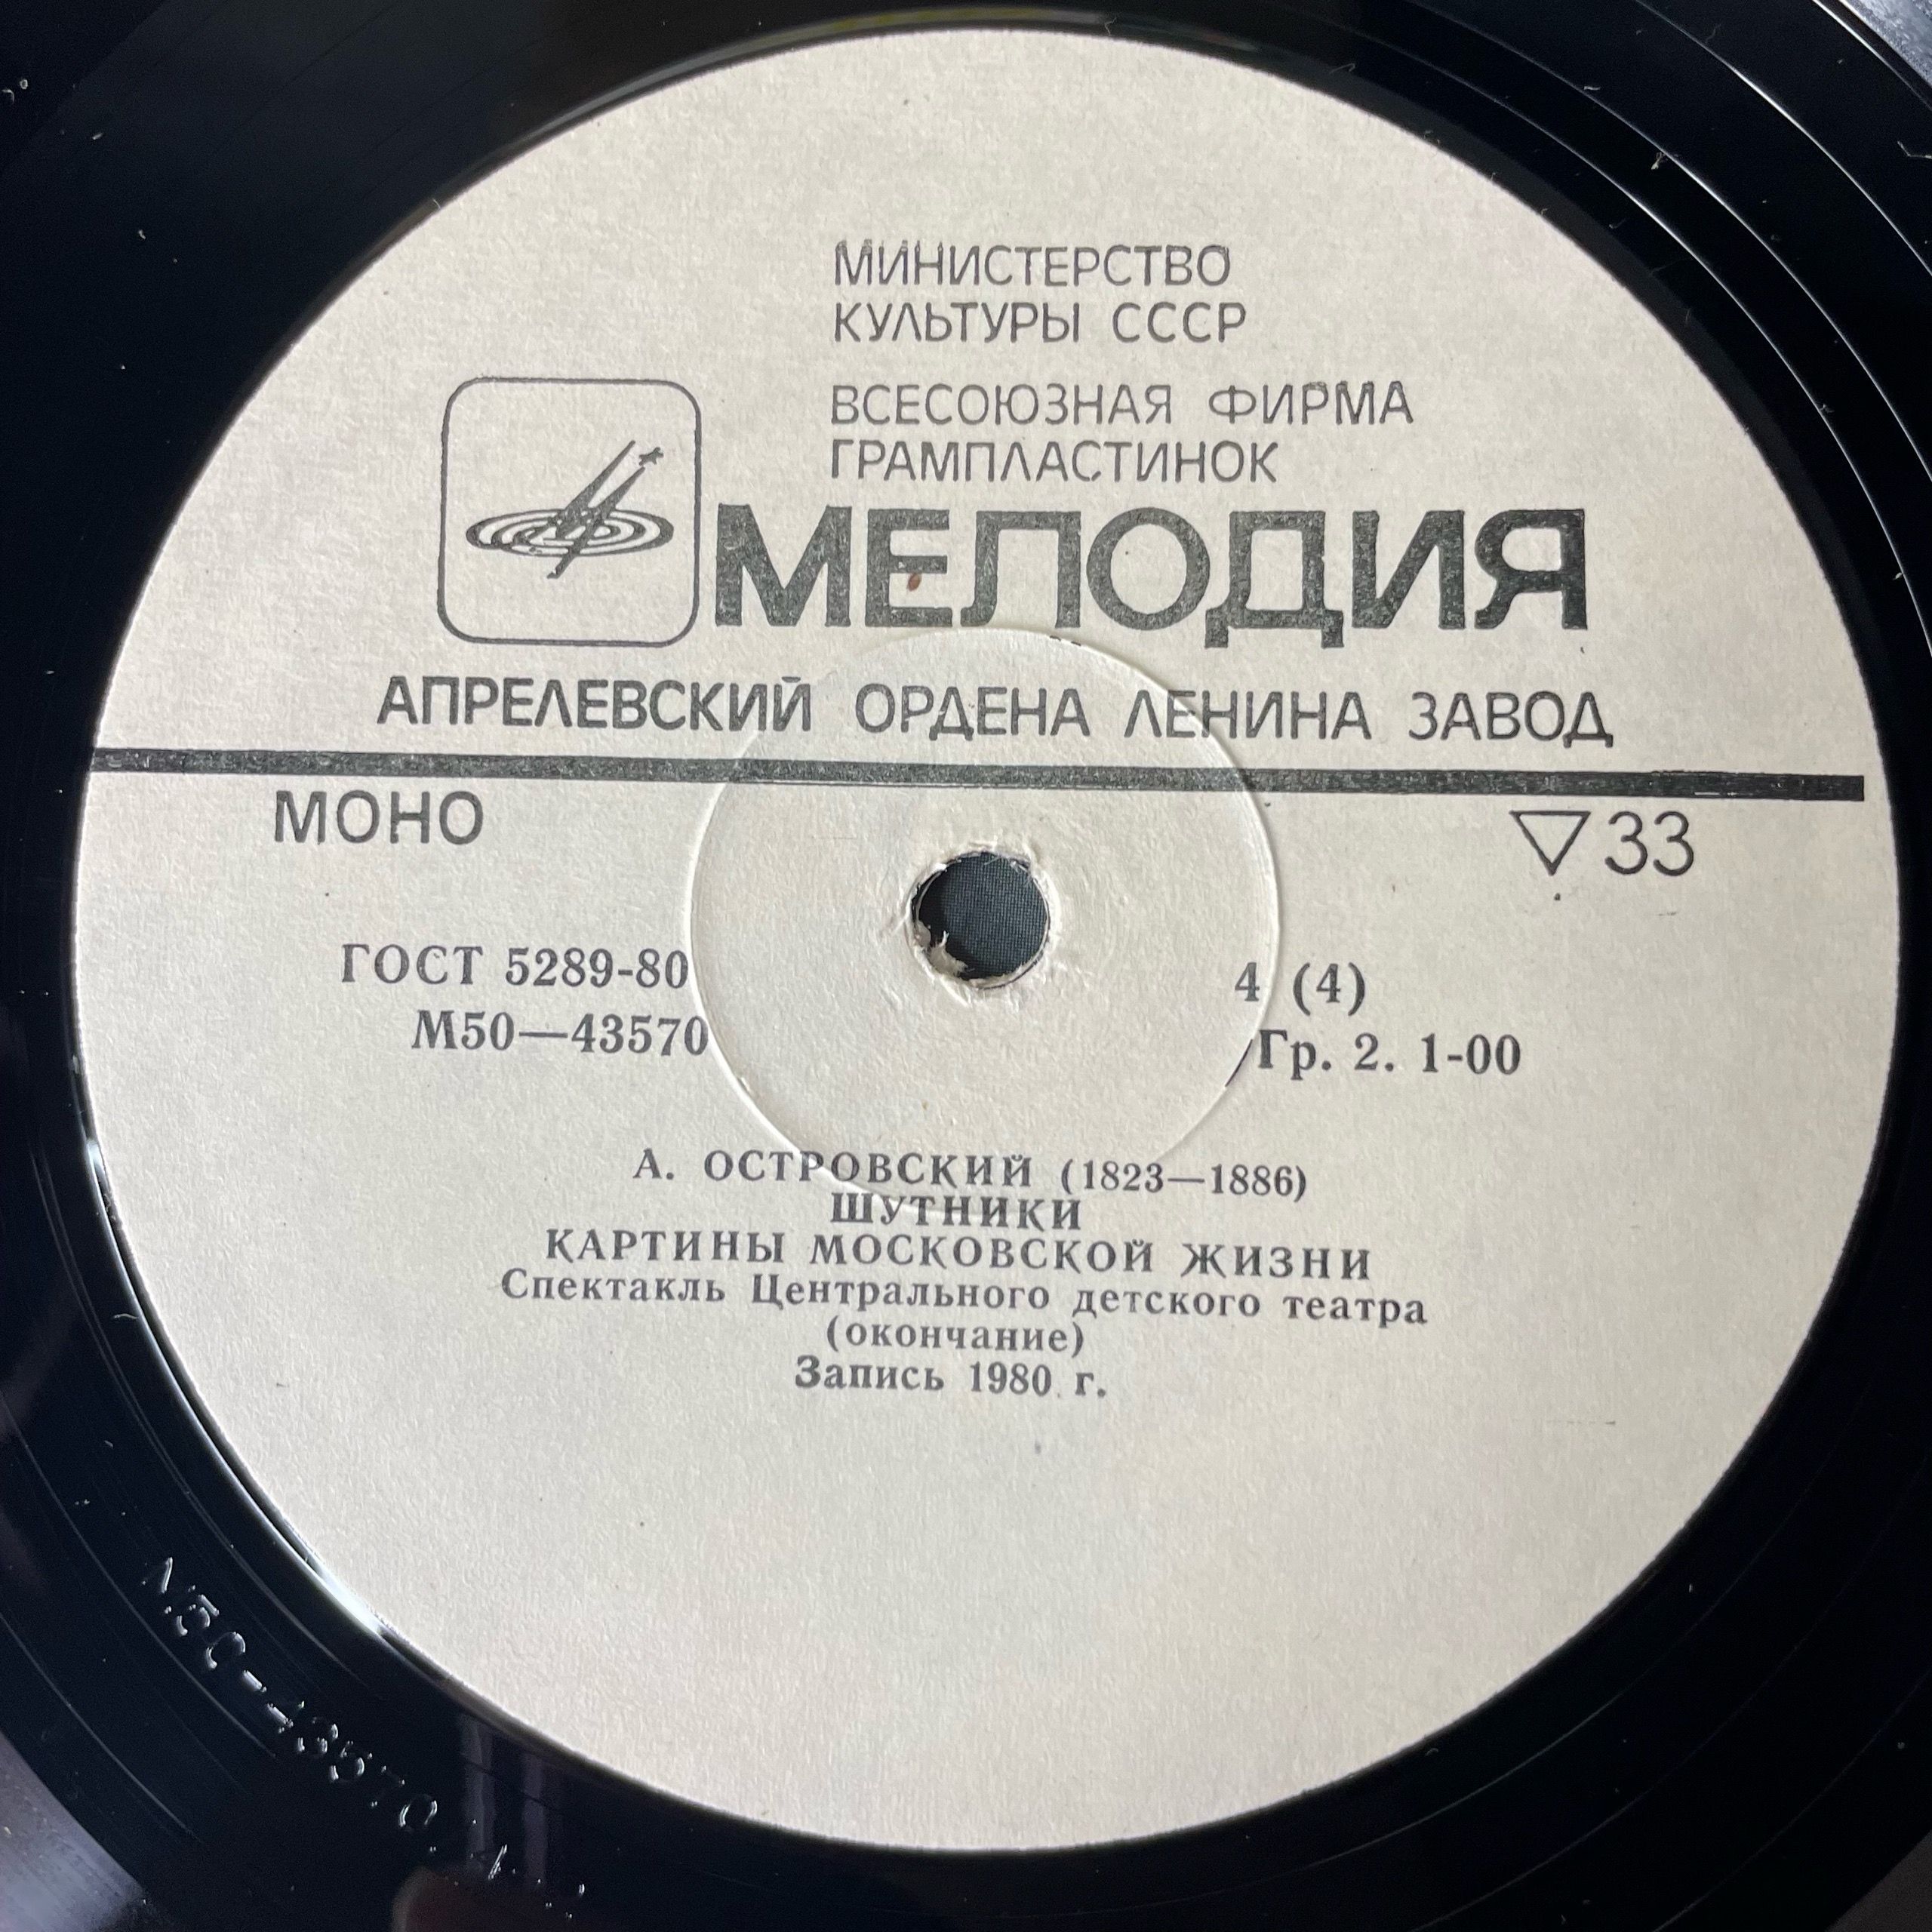 МИНИСТЕРСТВО
КУЛЬТУРЫ СССР
ВСЕСОЮЗНАЯ ФИРМА
ГРАМПЛАСТИНОК
МЕЛОДИЯ
АПРЕЛЕВСКИЙ ОРДЕНА ЛЕНИНА ЗАВОД
МОНО ▽33
ГОСТ 5289-80 4 (4)
М50—43570 Гр. 2. 1-00
А. ОСТРОВСКИЙ (1823—1886)
ШУТНИКИ
КАРТИНЫ МОСКОВСКОЙ ЖИЗНИ
Спектакль Центрального детского театра
(окончание)
Запись 1980 г.
М50-43570